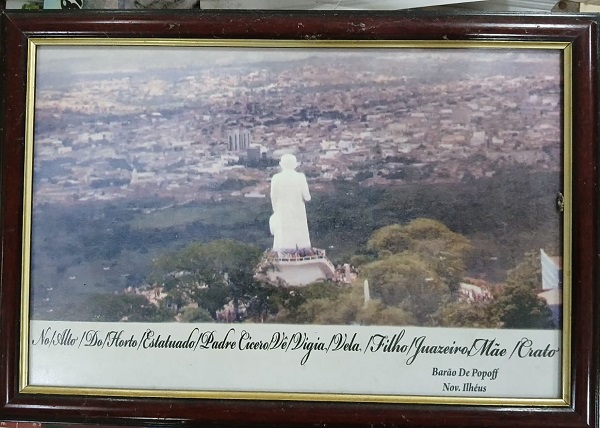 No/Alto/Do/Horto/Estatuado/Padre Cicero Vê/Vigia/Vela./Filho/Juazeiro/Mãe/Crato
Barão De Popoff
Nov. Ilhéus